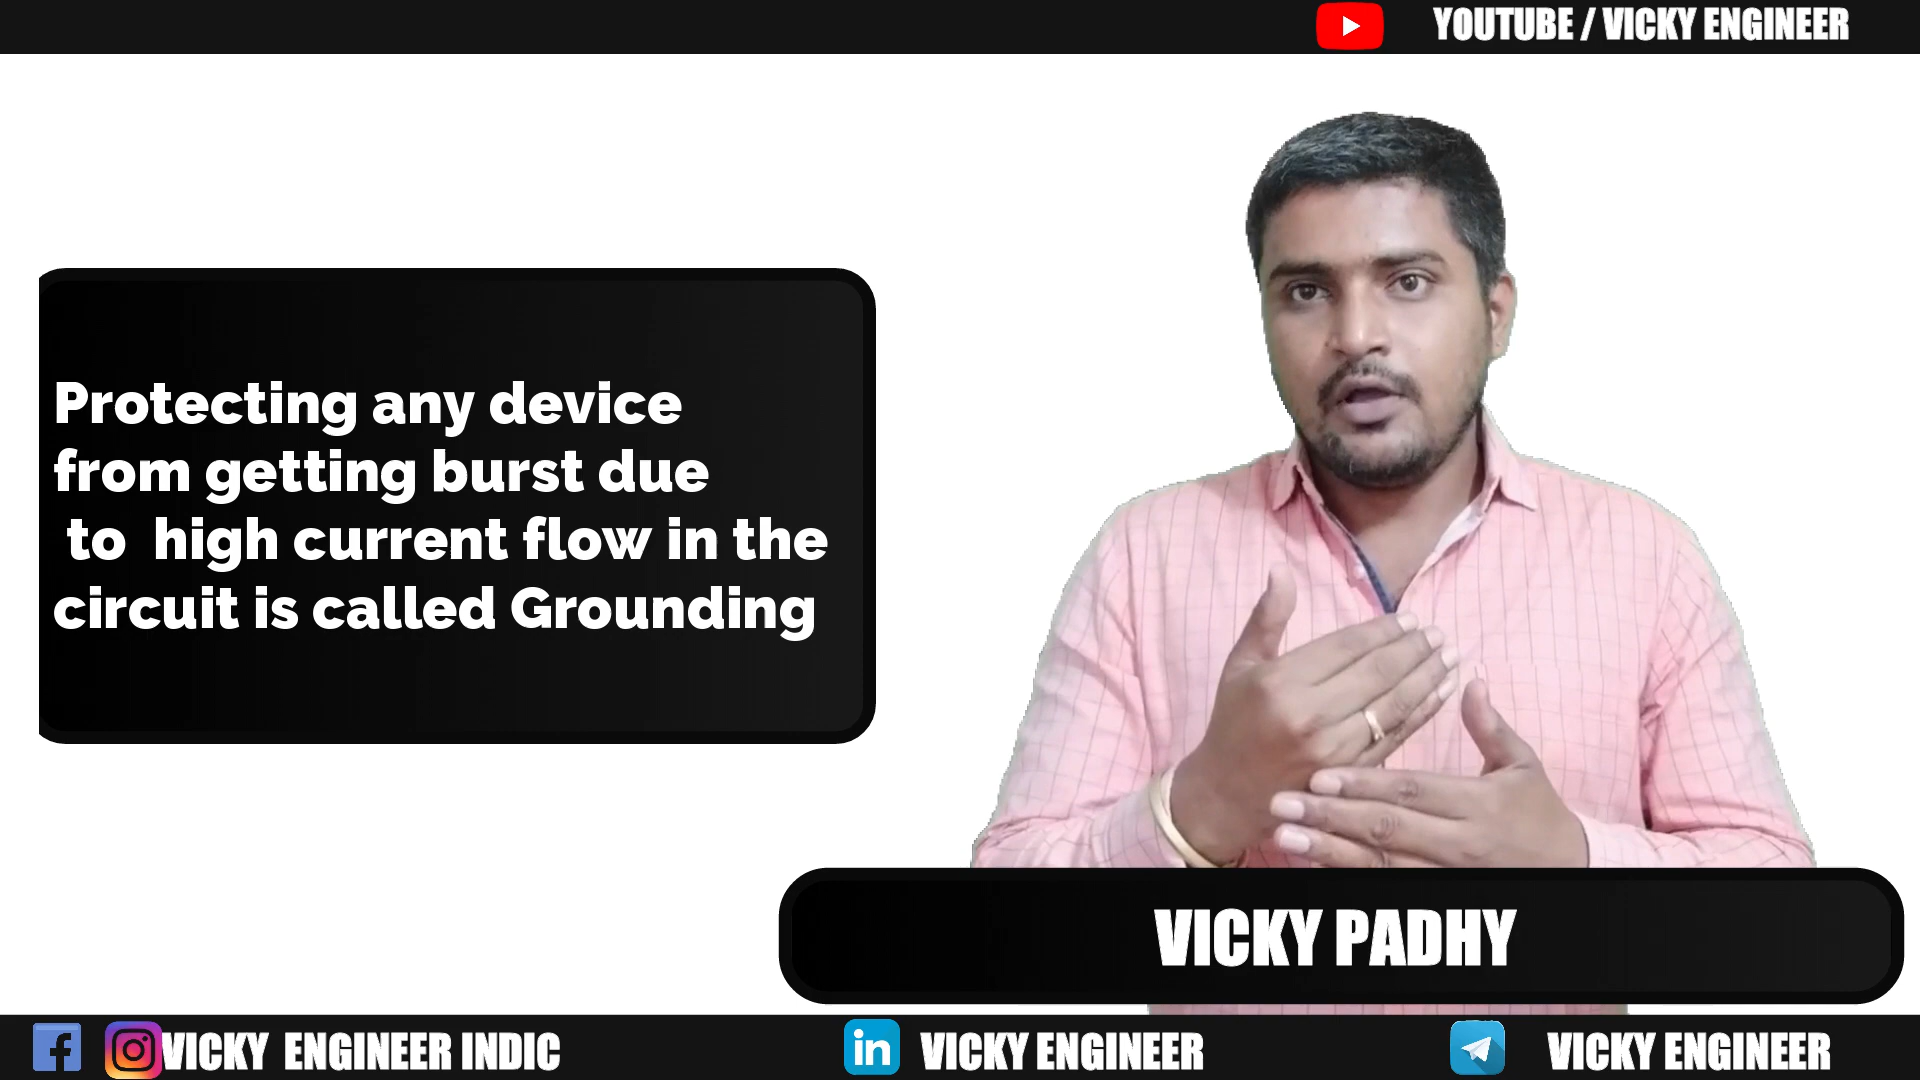 YOUTUBE / VICKY ENGINEER
Protecting any device
from getting burst due
to high current flow in the
circuit is called Grounding
VICKY PADHY
VICKY ENGINEER INDIC
in VICKY ENGINEER
VICKY ENGINEER